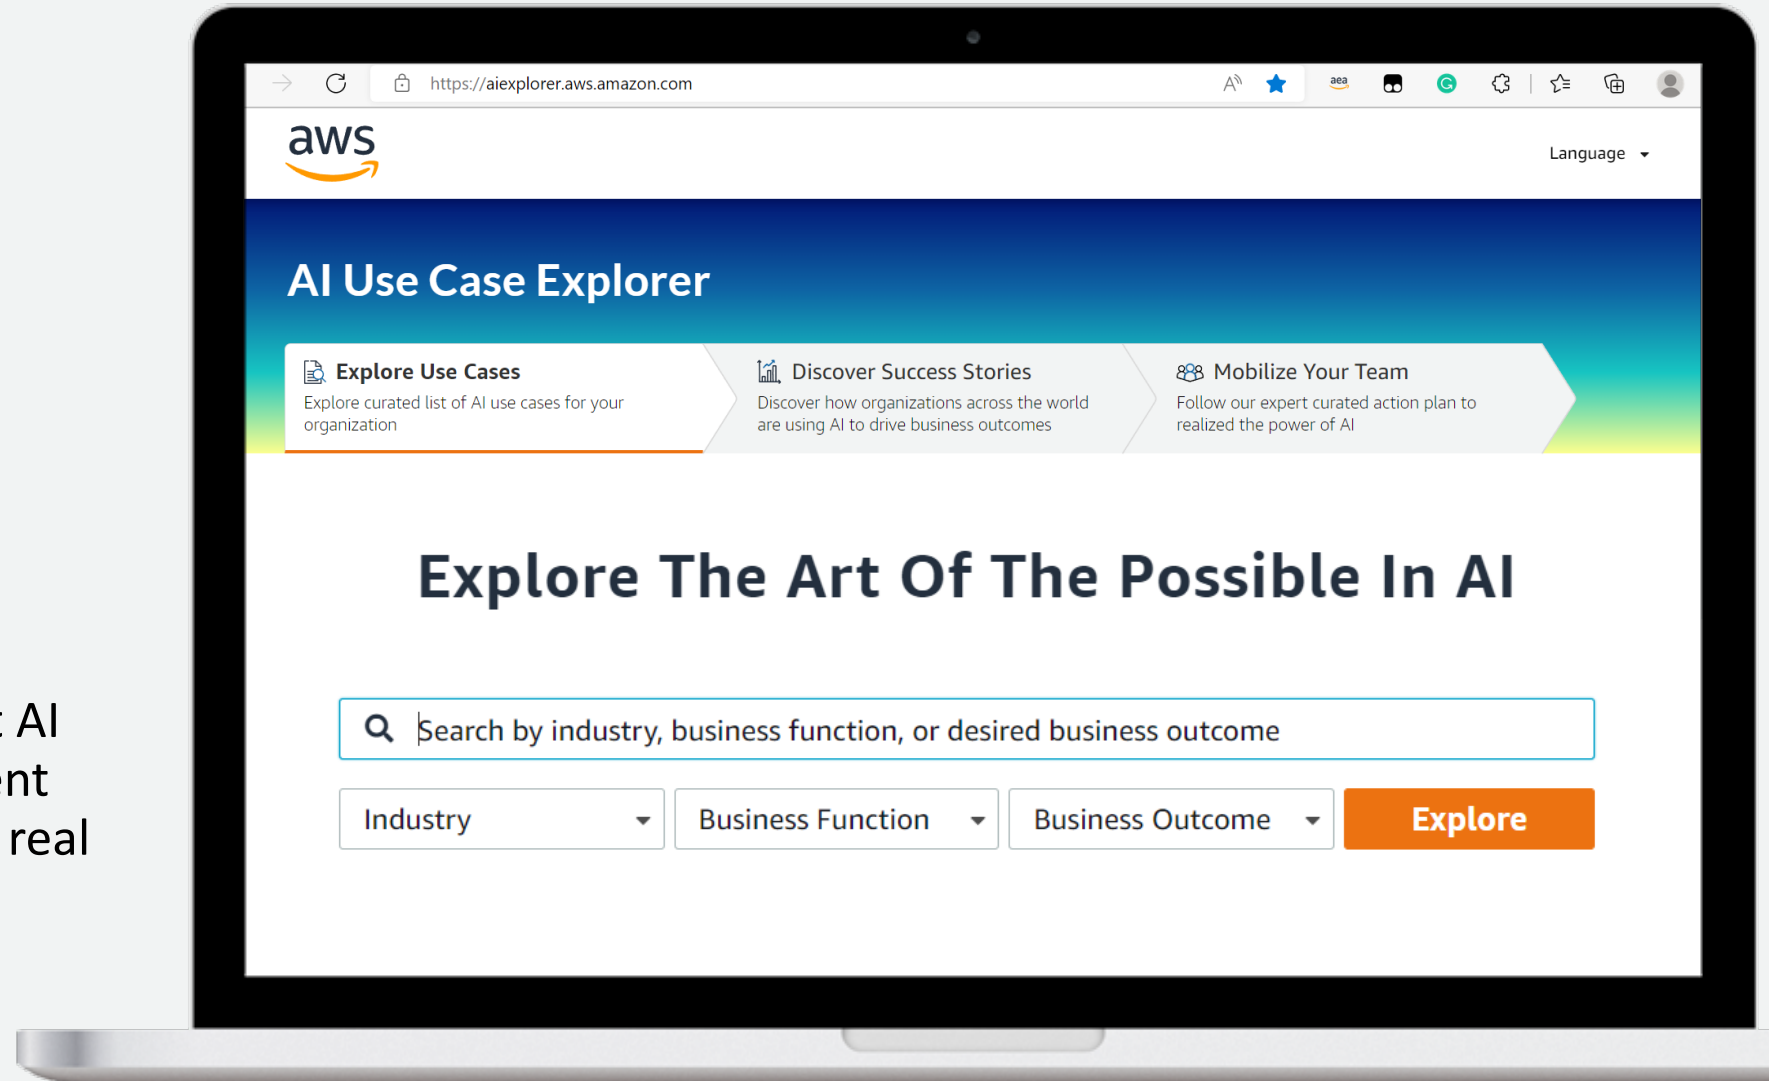 https://aiexplorer.aws.amazon.com
aea
aws
Language
AI Use Case Explorer
Explore Use Cases
Explore curated list of AI use cases for your
organization
Discover Success Stories
Discover how organizations across the world
are using AI to drive business outcomes
Mobilize Your Team
Follow our expert curated action plan to
realized the power of AI
Explore The Art Of The Possible In AI
Search by industry, business function, or desired business outcome
Industry
Business Function
Business Outcome
Explore
AI
real